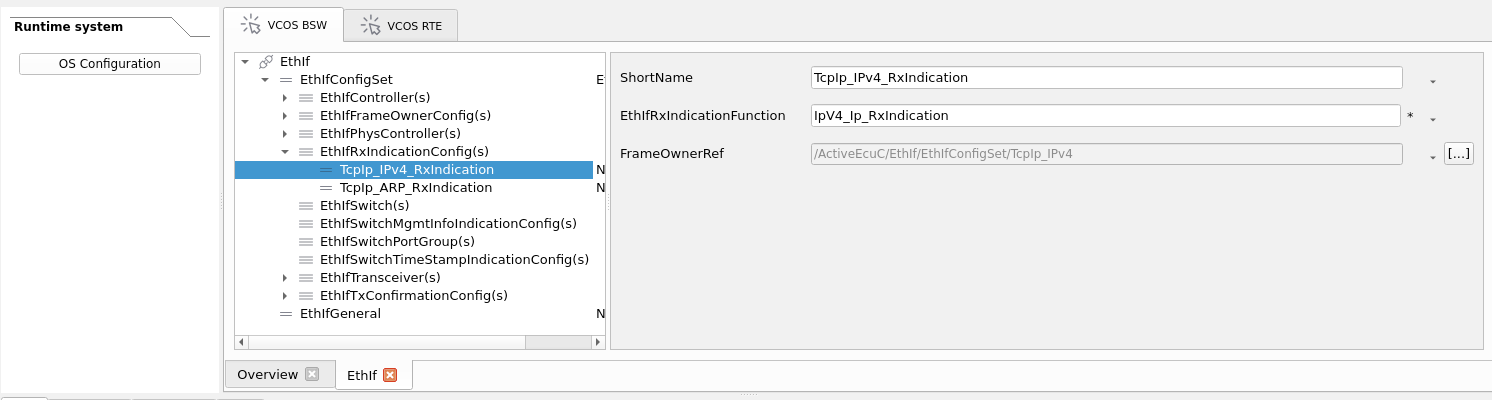 Runtime system
OS Configuration
VCOS BSW
VCOS RTE
EthIf
EthIfConfigSet
EthIfController(s)
EthIfFrameOwnerConfig(s)
EthIfPhysController(s)
EthIfRxIndicationConfig(s)
TcpIp_IPv4_RxIndication N
TcpIp_ARP_RxIndication N
EthIfSwitch(s)
EthIfSwitchMgmtInfoIndicationConfig(s)
EthIfSwitchPortGroup(s)
EthIfSwitchTimeStampIndicationConfig(s)
EthIfTransceiver(s)
EthIfTxConfirmationConfig(s)
EthIfGeneral N
ShortName TcpIp_IPv4_RxIndication
EthIfRxIndicationFunction IpV4_Ip_RxIndication *
FrameOwnerRef /ActiveEcuC/EthIf/EthIfConfigSet/TcpIp_IPv4 [...]
Overview
EthIf